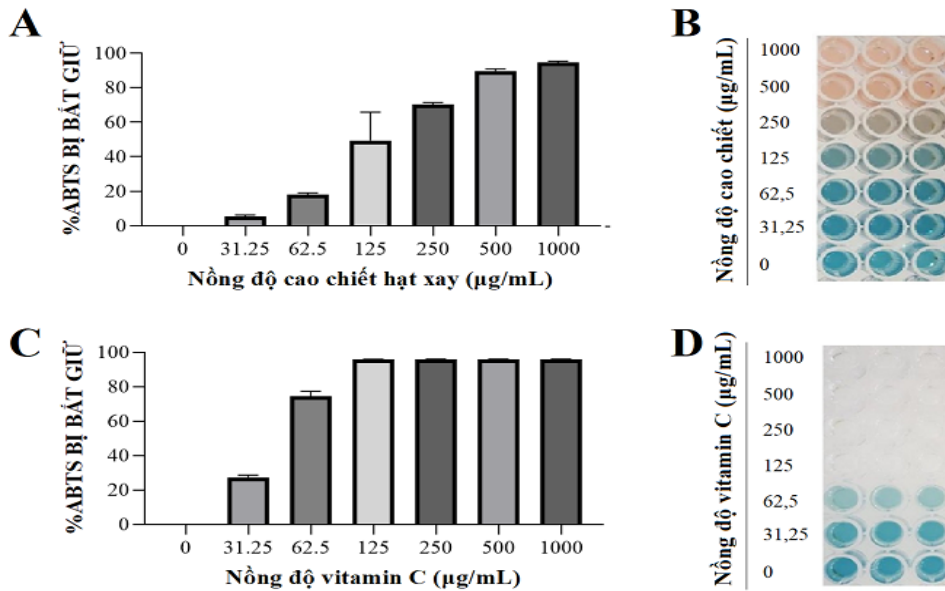 A
%ABTS BỊ BẮT GIỮ
100
80
60
40
20
0
0 31.25 62.5 125 250 500 1000
Nồng độ cao chiết hạt xay (µg/mL)
B
Nồng độ cao chiết (µg/mL)
1000
500
250
125
62,5
31,25
0
C
%ABTS BỊ BẮT GIỮ
100
80
60
40
20
0
0 31.25 62.5 125 250 500 1000
Nồng độ vitamin C (µg/mL)
D
Nồng độ vitamin C (µg/mL)
1000
500
250
125
62,5
31,25
0